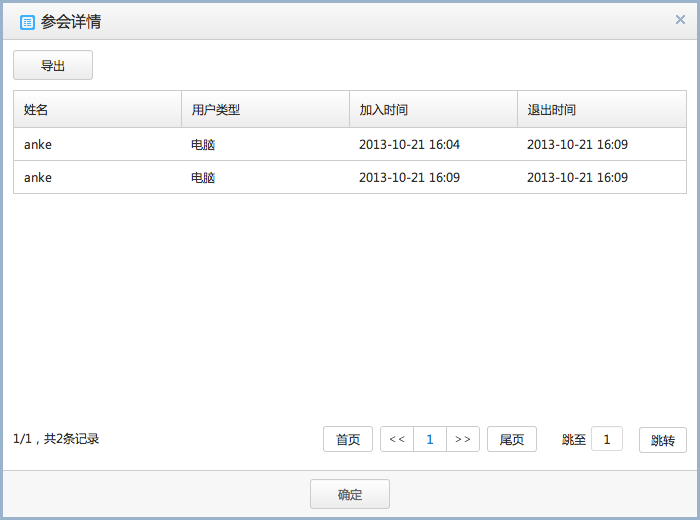 参会详情
导出
姓名 用户类型 加入时间 退出时间
anke 电脑 2013-10-21 16:04 2013-10-21 16:09
anke 电脑 2013-10-21 16:09 2013-10-21 16:09
1/1，共2条记录 首页 << 1 >> 尾页 跳至 1 跳转
确定